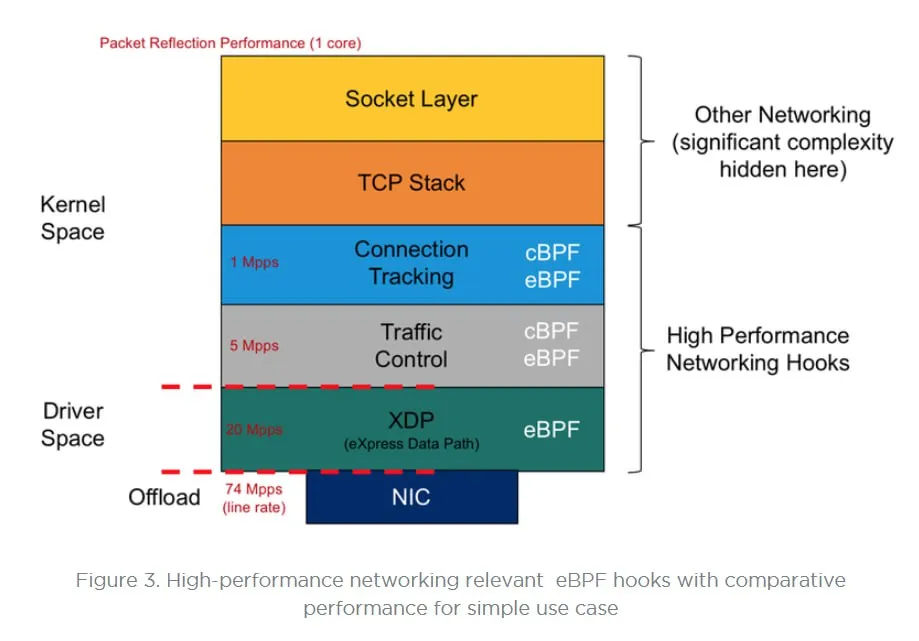 Packet Reflection Performance (1 core)
Socket Layer
Other Networking
(significant complexity
hidden here)
TCP Stack
Kernel
Space
1 Mpps
Connection
Tracking
cBPF
eBPF
5 Mpps
Traffic
Control
cBPF
eBPF
High Performance
Networking Hooks
Driver
Space
20 Mpps
XDP
(eXpress Data Path)
eBPF
Offload
74 Mpps
(line rate)
NIC
Figure 3. High-performance networking relevant eBPF hooks with comparative
performance for simple use case